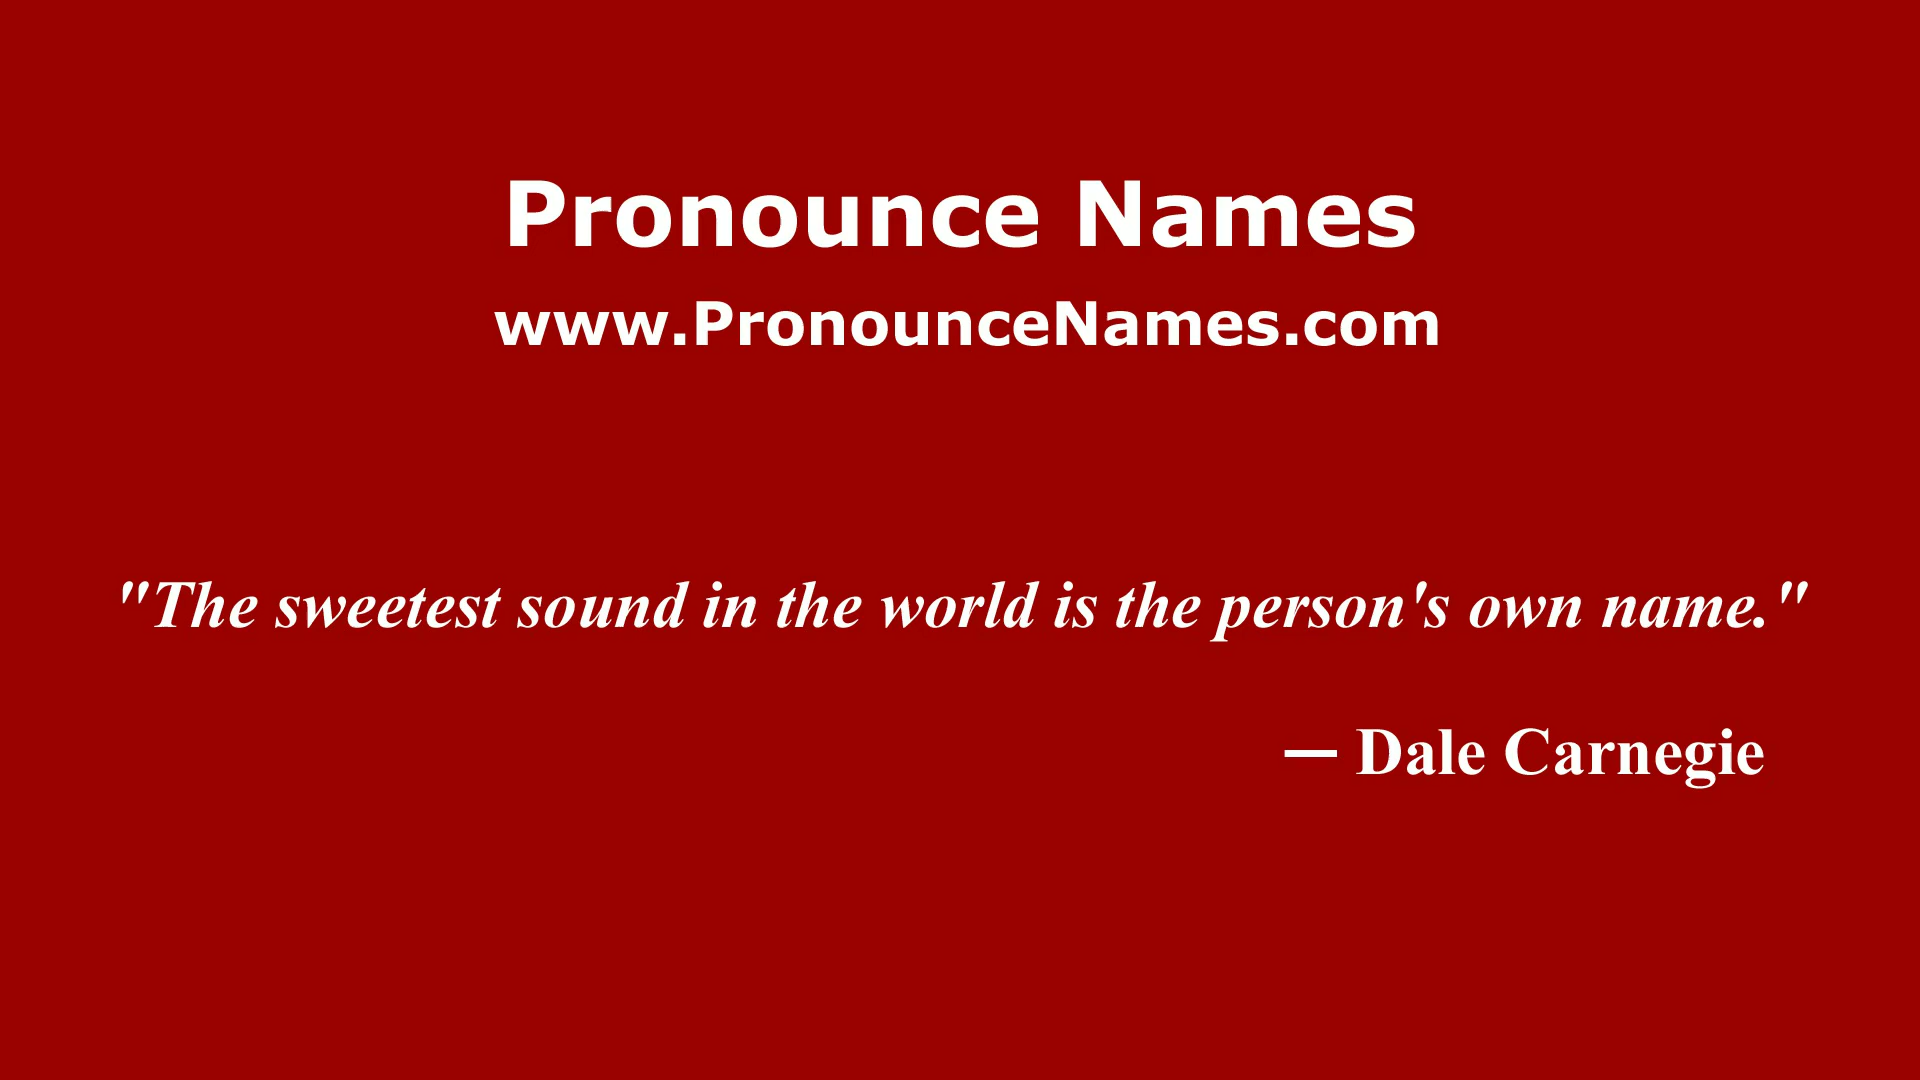 Pronounce Names
www.PronounceNames.com
"The sweetest sound in the world is the person's own name."
— Dale Carnegie